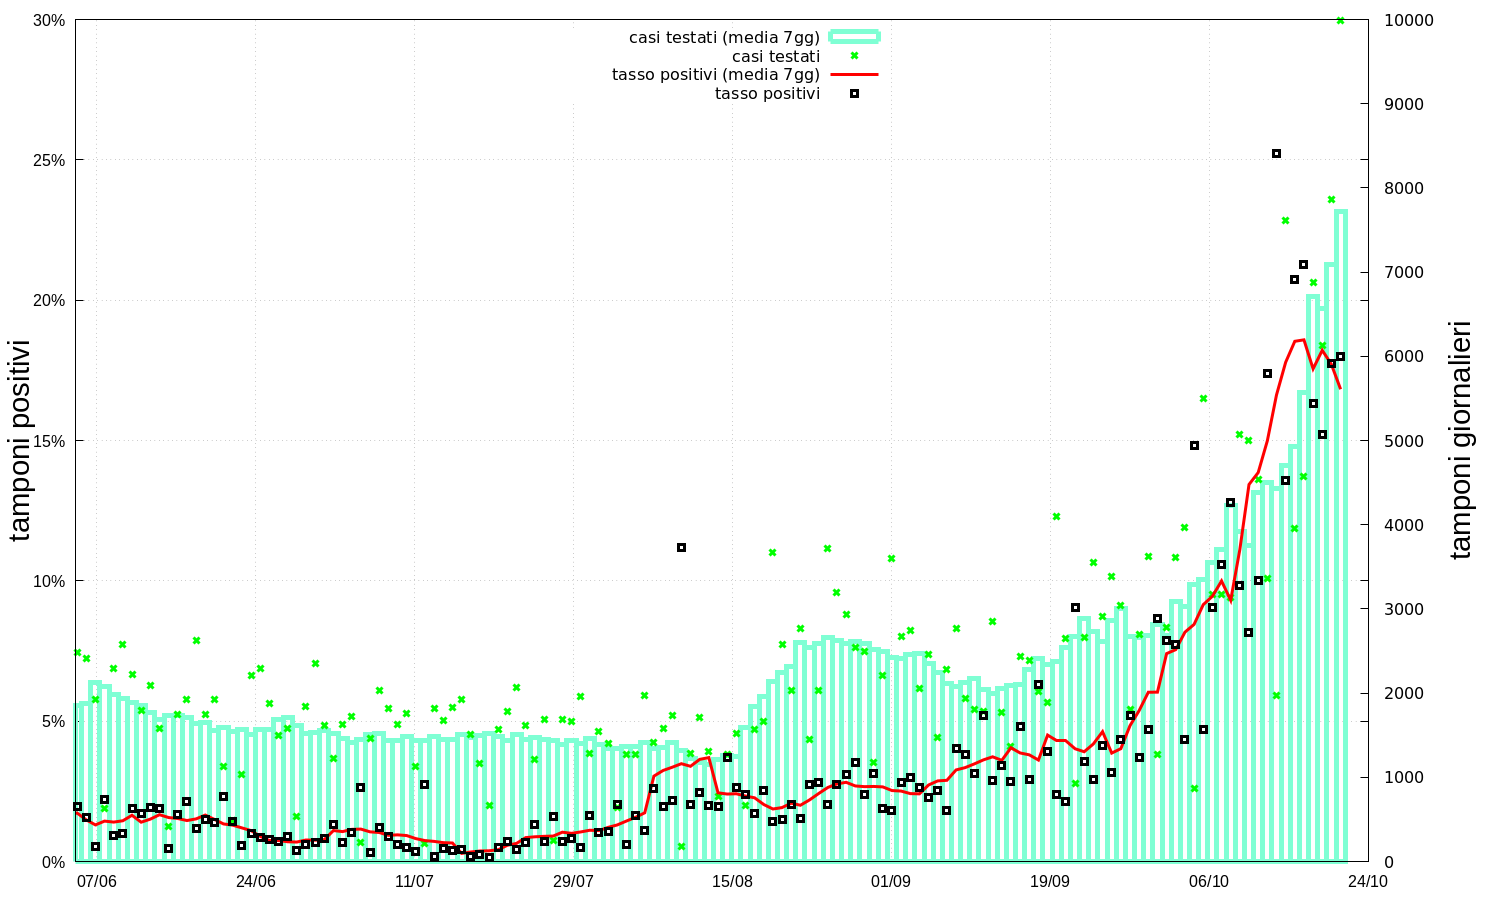 casi testati (media 7gg)
casi testati
tasso positivi (media 7gg)
tasso positivi
tamponi positivi
30%
25%
20%
15%
10%
5%
0%
10000
9000
8000
7000
6000
5000
4000
3000
2000
1000
0
tamponi giornalieri
07/06 24/06 11/07 29/07 15/08 01/09 19/09 06/10 24/10